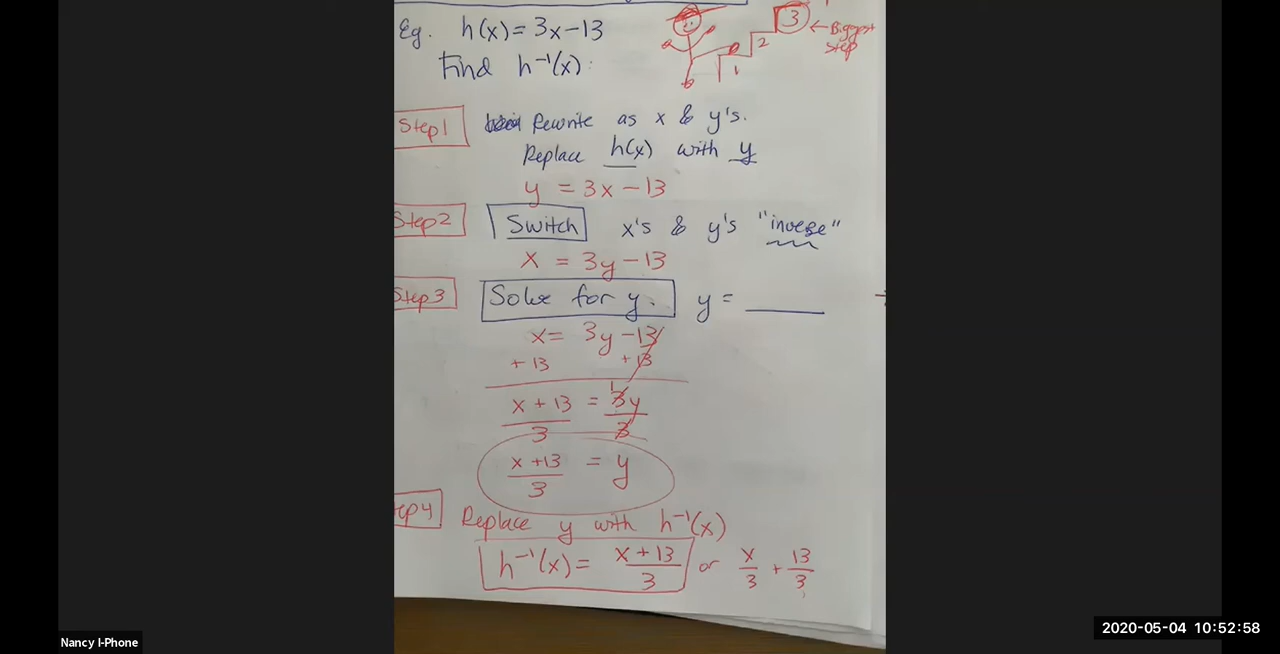 Eg. h(x) = 3x - 13
Find h⁻¹(x).
3 ← Biggest
Step
2
1
Step 1 Rewrite as x & y's.
Replace h(x) with y
y = 3x - 13
Step 2 Switch x's & y's "inverse"
x = 3y - 13
Step 3 Solve for y. y = ______
x = 3y - 13
+ 13 + 13
x + 13 = 3y
3 3
x + 13 = y
3
ep 4 Replace y with h⁻¹(x)
h⁻¹(x) = x + 13 or x + 13
3 3 3
Nancy I-Phone
2020-05-04 10:52:58